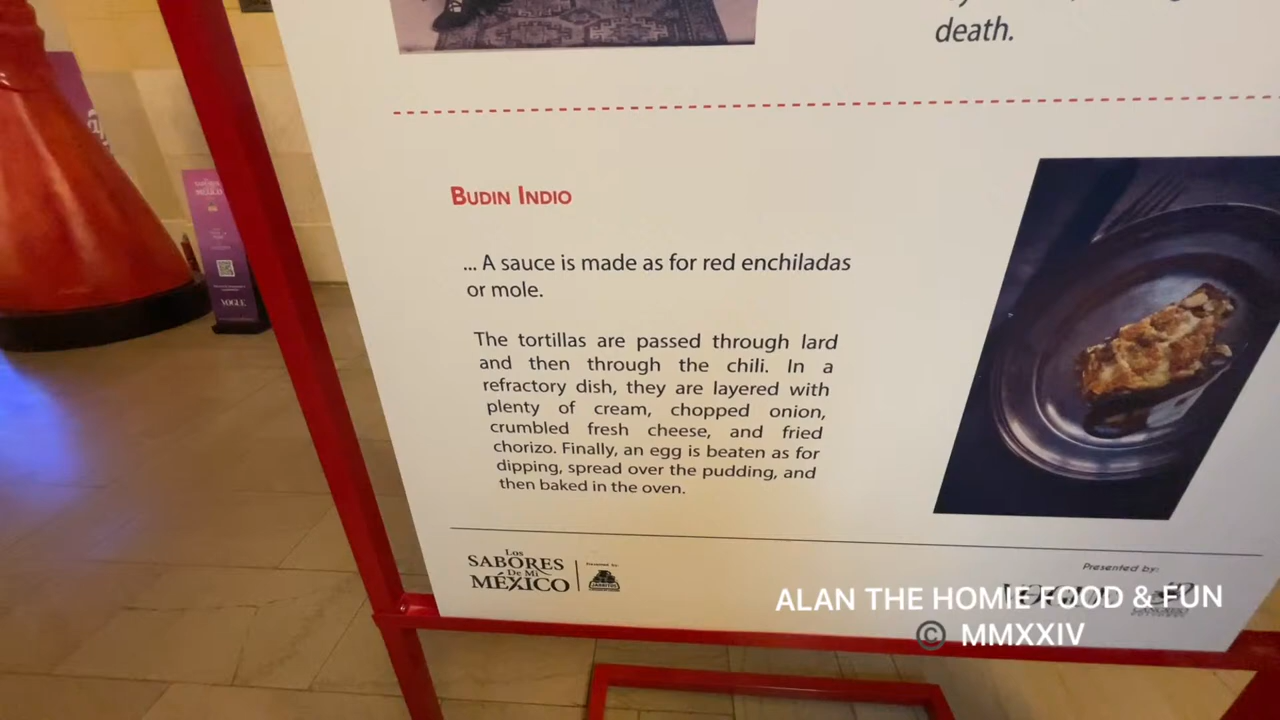 death.
BUDIN INDIO
... A sauce is made as for red enchiladas
or mole.
The tortillas are passed through lard
and then through the chili. In a
refractory dish, they are layered with
plenty of cream, chopped onion,
crumbled fresh cheese, and fried
chorizo. Finally, an egg is beaten as for
dipping, spread over the pudding, and
then baked in the oven.
LOS
SABORES
DE MI
MÉXICO
Presented by:
Presented by:
ALAN THE HOMIE FOOD & FUN
© MMXXIV
VOGUE